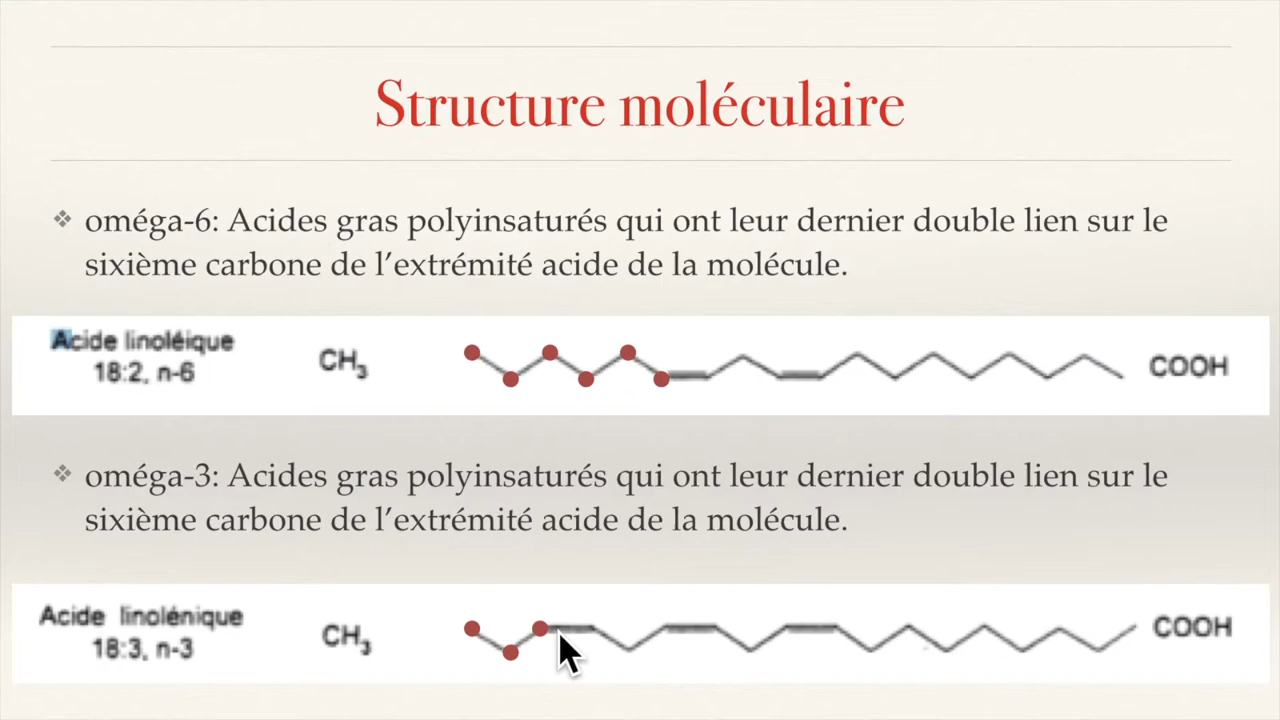 Structure moléculaire
❖ oméga-6: Acides gras polyinsaturés qui ont leur dernier double lien sur le
sixième carbone de l’extrémité acide de la molécule.
Acide linoléique
18:2, n-6
CH₃
COOH
❖ oméga-3: Acides gras polyinsaturés qui ont leur dernier double lien sur le
sixième carbone de l’extrémité acide de la molécule.
Acide linolénique
18:3, n-3
CH₃
COOH